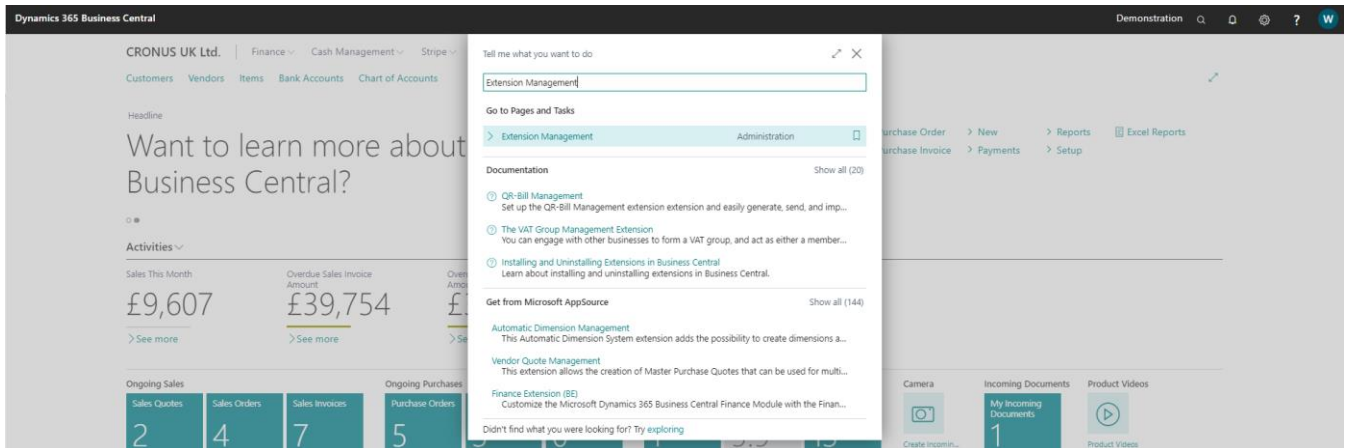 Dynamics 365 Business Central
Demonstration
?
W
CRONUS UK Ltd.
Finance
Cash Management
Stripe
Customers
Vendors
Items
Bank Accounts
Chart of Accounts
Headline
Want to learn more about
Business Central?
Activities
Sales This Month
£9,607
>See more
Overdue Sales Invoice
Amount
£39,754
>See more
Tell me what you want to do
Extension Management
Go to Pages and Tasks
> Extension Management
Administration
Documentation
Show all (20)
QR-Bill Management
Set up the QR-Bill Management extension extension and easily generate, send, and imp...
The VAT Group Management Extension
You can engage with other businesses to form a VAT group, and act as either a member...
Installing and Uninstalling Extensions in Business Central
Learn about installing and uninstalling extensions in Business Central.
Get from Microsoft AppSource
Show all (144)
Automatic Dimension Management
This Automatic Dimension System extension adds the possibility to create dimensions a...
Vendor Quote Management
This extension allows the creation of Master Purchase Quotes that can be used for multi...
Finance Extension (BE)
Customize the Microsoft Dynamics 365 Business Central Finance Module with the Finan...
Didn't find what you were looking for? Try exploring
urchase Order
> New
> Reports
Excel Reports
urchase Invoice
> Payments
> Setup
Ongoing Sales
Sales Quotes
2
Sales Orders
4
Sales Invoices
7
Ongoing Purchases
Purchase Orders
5
Camera
Create Incomin...
Incoming Documents
My Incoming
Documents
1
Product Videos
Product Videos